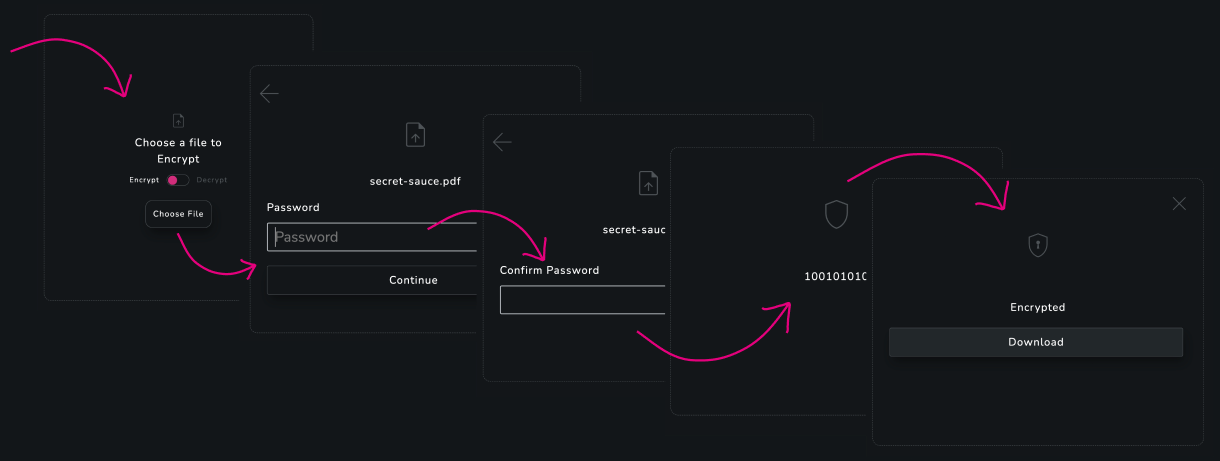 Choose a file to
Encrypt
Encrypt
Decrypt
Choose File
secret-sauce.pdf
Password
Password
Continue
secret-sauc
Confirm Password
100101010
Encrypted
Download